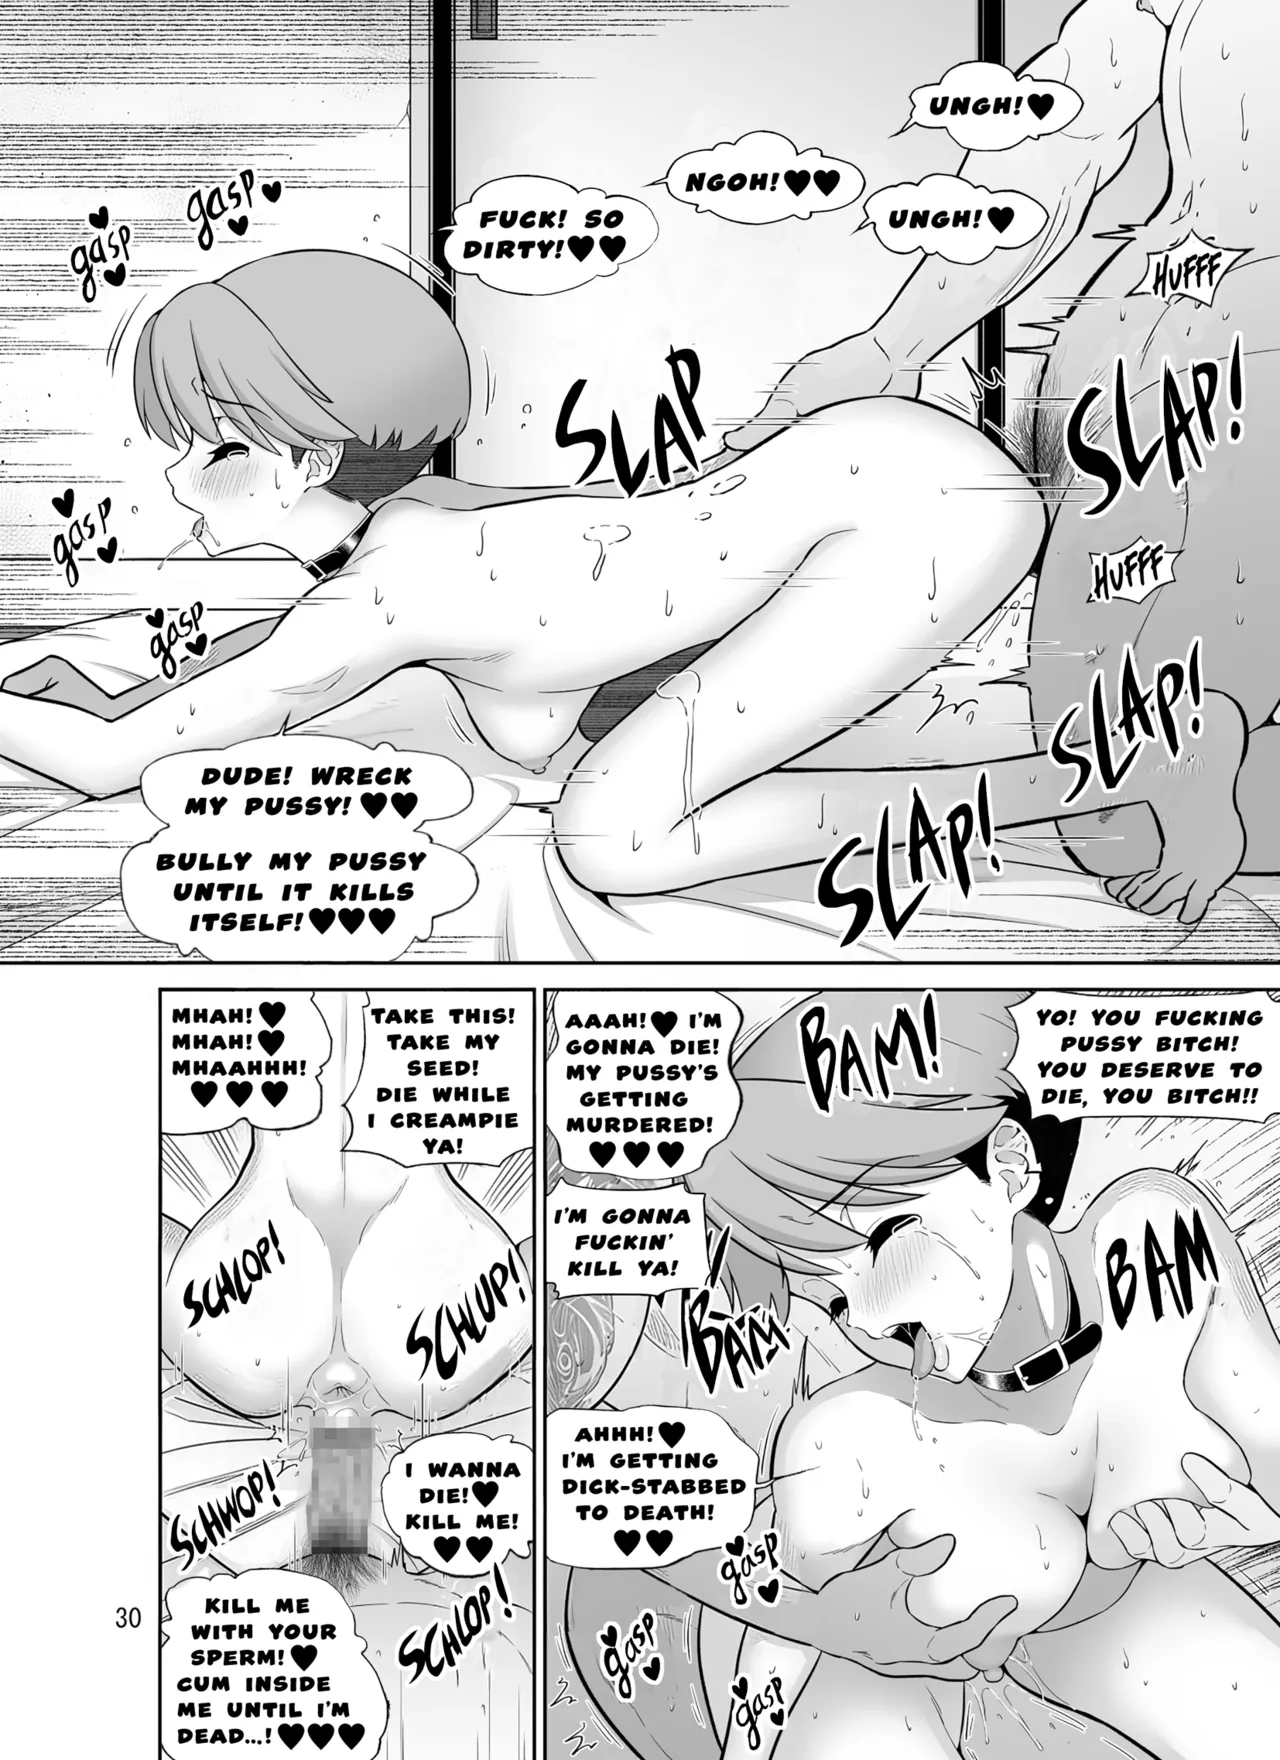 UNGH!♥
NGOH!♥♥
UNGH!♥
FUCK! SO
DIRTY!♥♥
gasp
gasp
HUFFF
SLAP
SLAP!
gasp
HUFFF
gasp
SLAP!
SLAP!
DUDE! WRECK
MY PUSSY!♥♥
BULLY MY PUSSY
UNTIL IT KILLS
ITSELF!♥♥♥
YO! YOU FUCKING
PUSSY BITCH!
YOU DESERVE TO
DIE, YOU BITCH!!
BAM!
AAAH!♥ I'M
GONNA DIE!
MY PUSSY'S
GETTING
MURDERED!
♥♥♥
I'M GONNA
FUCKIN'
KILL YA!
BAM
BAM!
AHHH!♥
I'M GETTING
DICK-STABBED
TO DEATH!
♥♥
gasp
gasp
gasp
TAKE THIS!
TAKE MY
SEED!
DIE WHILE
I CREAMPIE
YA!
MHAH!♥
MHAH!♥
MHAAHHH!
♥♥♥
SCHLOP!
SCHLUP!
SCHWOP!
I WANNA
DIE!♥
KILL ME!
♥♥
SCHLOP!
KILL ME
WITH YOUR
SPERM!♥
CUM INSIDE
ME UNTIL I'M
DEAD...!♥♥♥
30